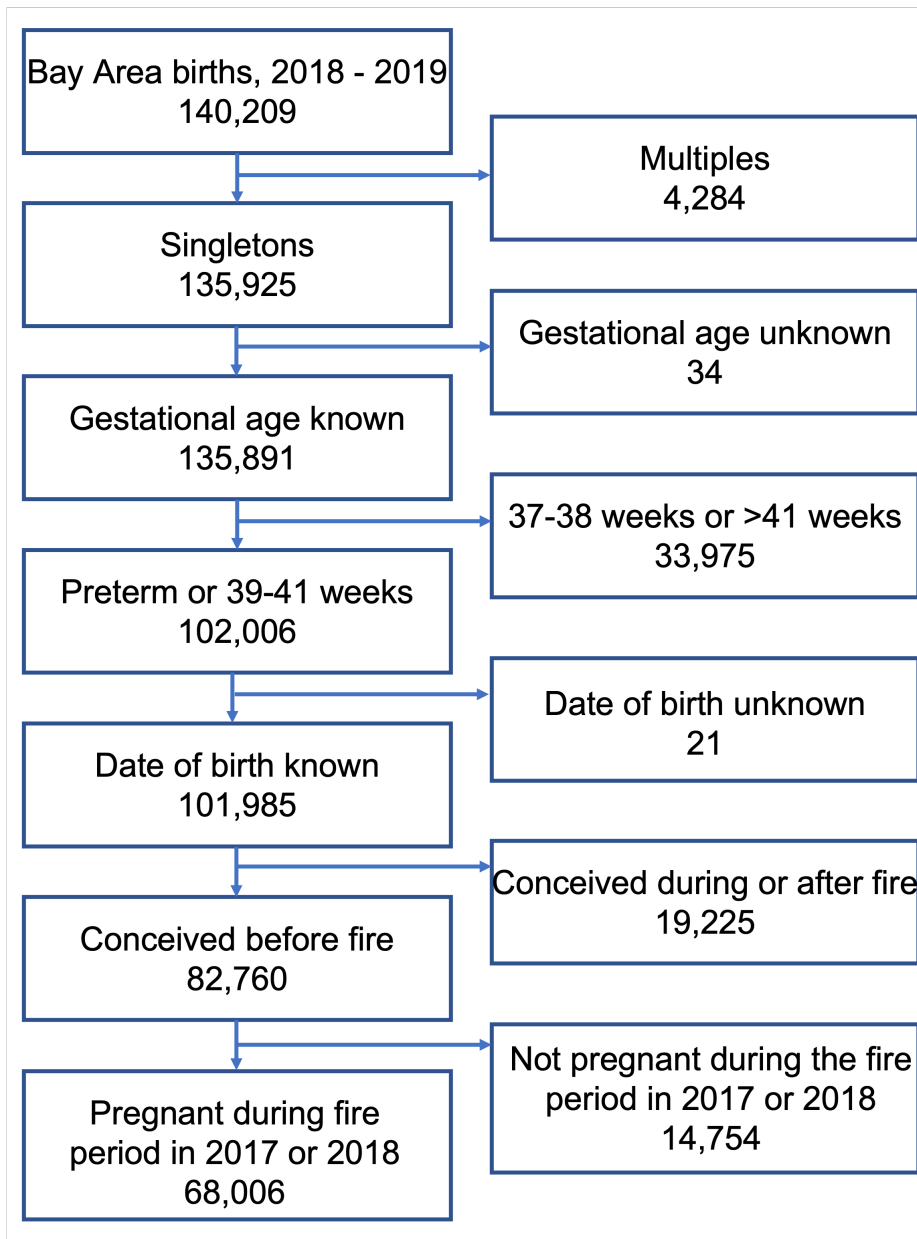 Bay Area births, 2018 - 2019
140,209
Multiples
4,284
Singletons
135,925
Gestational age unknown
34
Gestational age known
135,891
37-38 weeks or >41 weeks
33,975
Preterm or 39-41 weeks
102,006
Date of birth unknown
21
Date of birth known
101,985
Conceived during or after fire
19,225
Conceived before fire
82,760
Not pregnant during the fire
period in 2017 or 2018
14,754
Pregnant during fire
period in 2017 or 2018
68,006